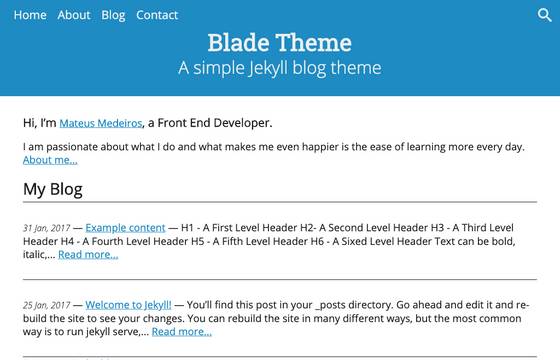 Home About Blog Contact
Blade Theme
A simple Jekyll blog theme
Hi, I’m Mateus Medeiros, a Front End Developer.
I am passionate about what I do and what makes me even happier is the ease of learning more every day.
About me...
My Blog
31 Jan, 2017 — Example content — H1 - A First Level Header H2- A Second Level Header H3 - A Third Level
Header H4 - A Fourth Level Header H5 - A Fifth Level Header H6 - A Sixed Level Header Text can be bold,
italic,... Read more...
25 Jan, 2017 — Welcome to Jekyll! — You’ll find this post in your _posts directory. Go ahead and edit it and re-
build the site to see your changes. You can rebuild the site in many different ways, but the most common
way is to run jekyll serve,... Read more...